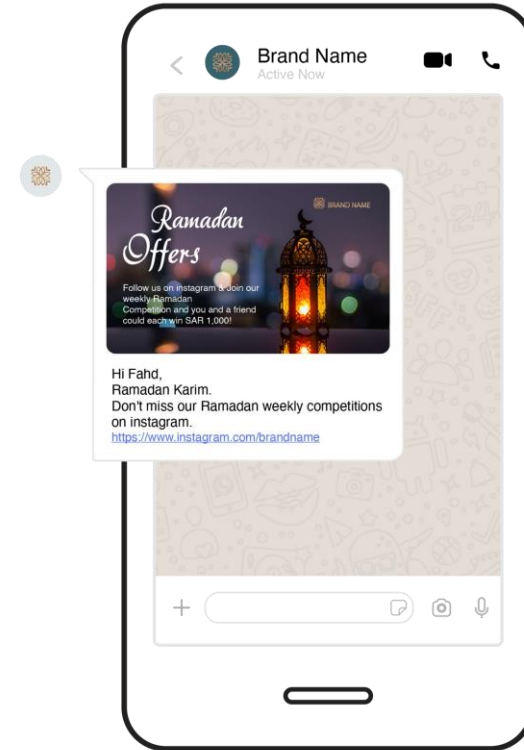 Brand Name
Active Now
Ramadan
Offers
BRAND NAME
Follow us on instagram & Join our
weekly Ramadan
Competition and you and a friend
could each win SAR 1,000!
Hi Fahd,
Ramadan Karim.
Don't miss our Ramadan weekly competitions
on instagram.
https://www.instagram.com/brandname